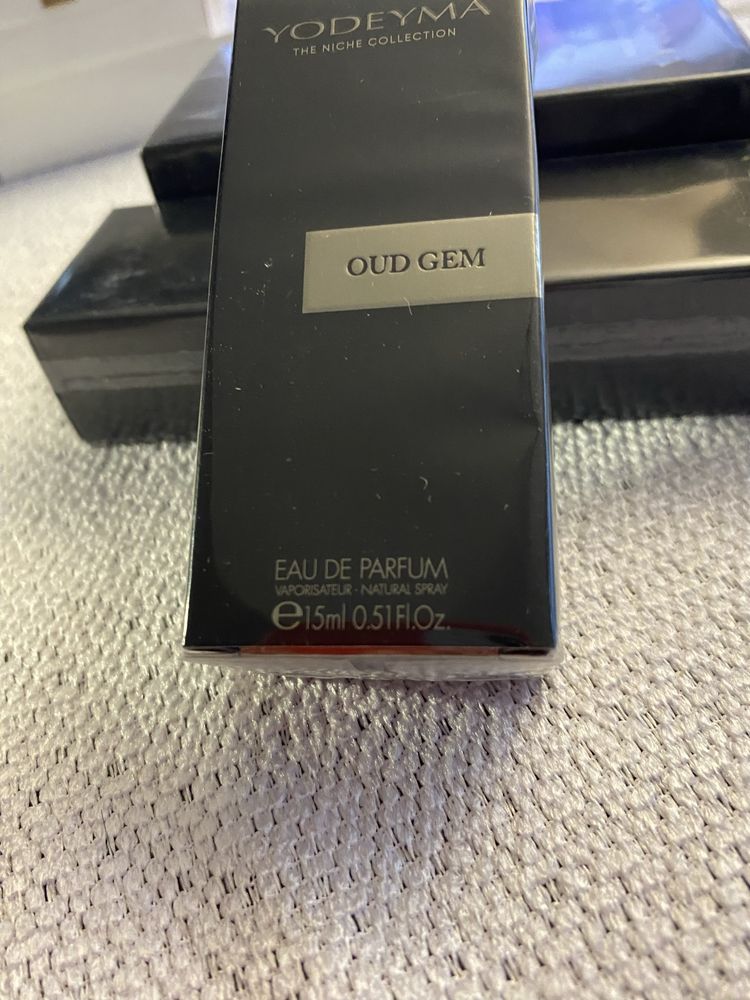 YODEYMA
THE NICHE COLLECTION
OUD GEM
EAU DE PARFUM
VAPORISATEUR · NATURAL SPRAY
℮15ml 0.51Fl.Oz.